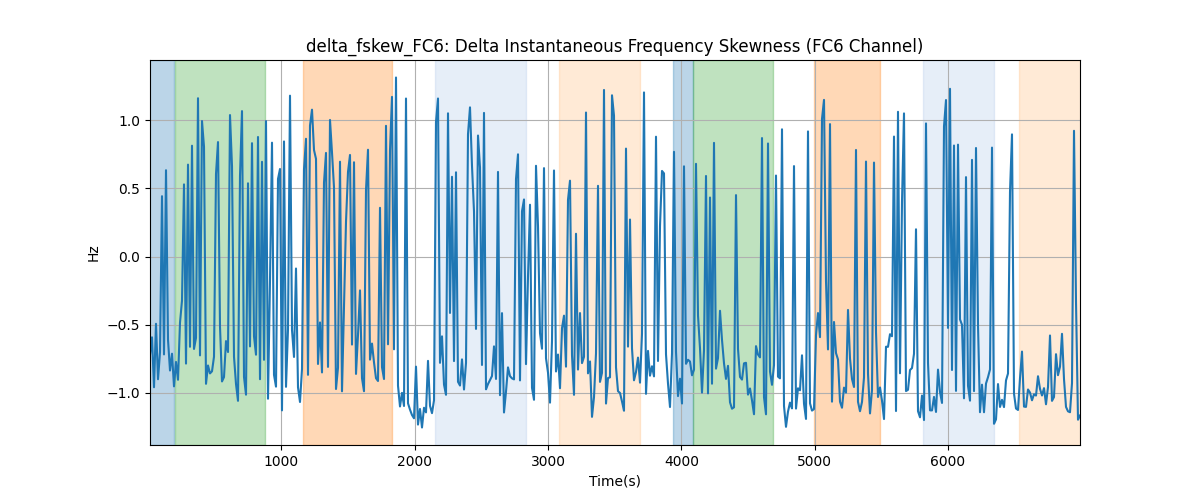 delta_fskew_FC6: Delta Instantaneous Frequency Skewness (FC6 Channel)
1.0
0.5
0.0
−0.5
−1.0
Hz
1000 2000 3000 4000 5000 6000
Time(s)